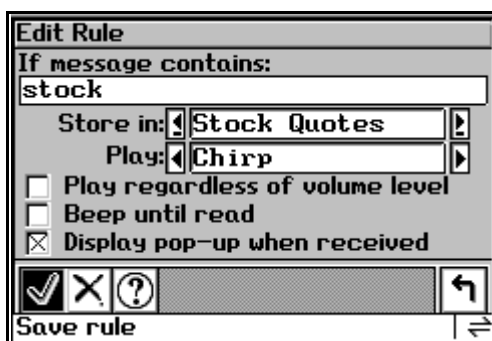 Edit Rule
If message contains:
stock
Store in: Stock Quotes
Play: Chirp
Play regardless of volume level
Beep until read
Display pop-up when received
Save rule